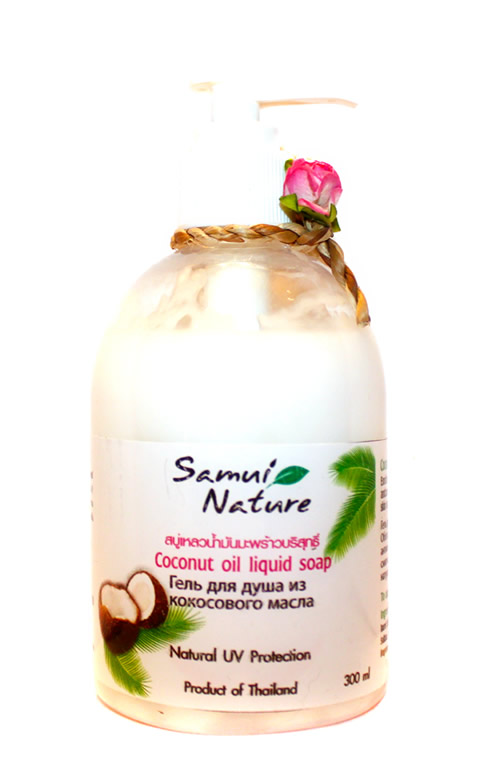 Samui
Nature
สบู่เหลวน้ำมันมะพร้าวบริสุทธิ์
Coconut oil liquid soap
Гель для душа из
кокосового масла
Natural UV Protection
Product of Thailand
300 ml